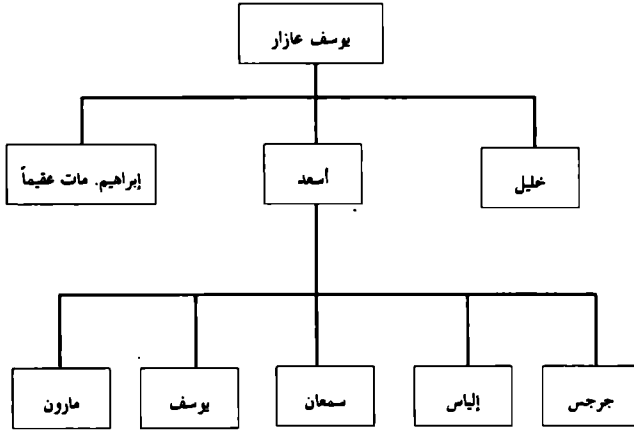 يوسف عازار
خليل
أسعد
إبراهيم. مات عقيماً
جرجس
إلياس
سمعان
يوسف
مارون